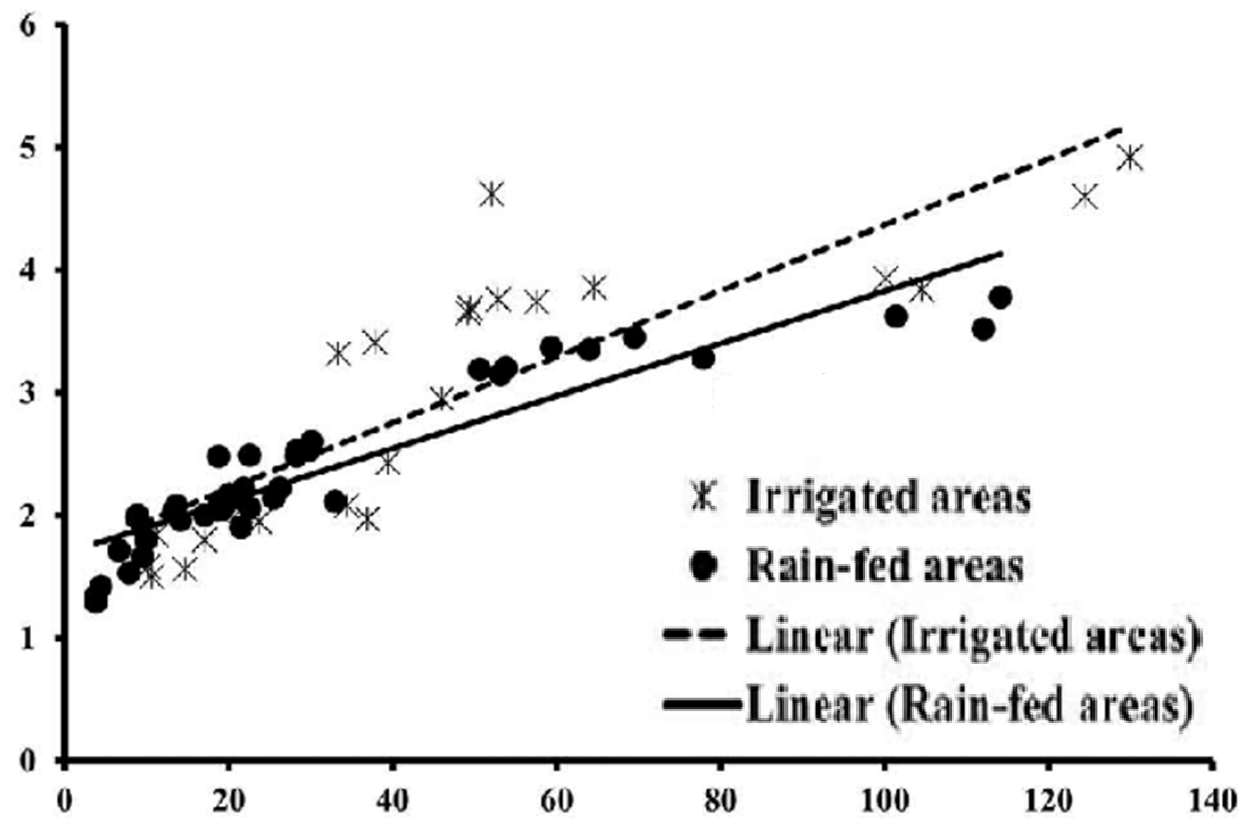 6
5
4
3
2
1
0
Irrigated areas
Rain-fed areas
Linear (Irrigated areas)
Linear (Rain-fed areas)
0 20 40 60 80 100 120 140